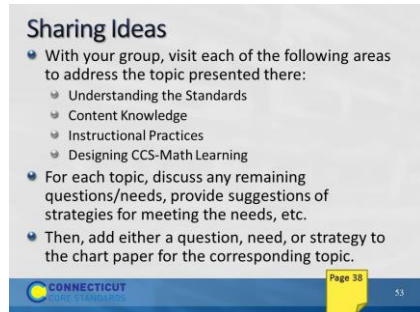 Sharing Ideas
With your group, visit each of the following areas
to address the topic presented there:
Understanding the Standards
Content Knowledge
Instructional Practices
Designing CCS-Math Learning
For each topic, discuss any remaining
questions/needs, provide suggestions of
strategies for meeting the needs, etc.
Then, add either a question, need, or strategy to
the chart paper for the corresponding topic.
Page 38
CONNECTICUT
CORE STANDARDS
53